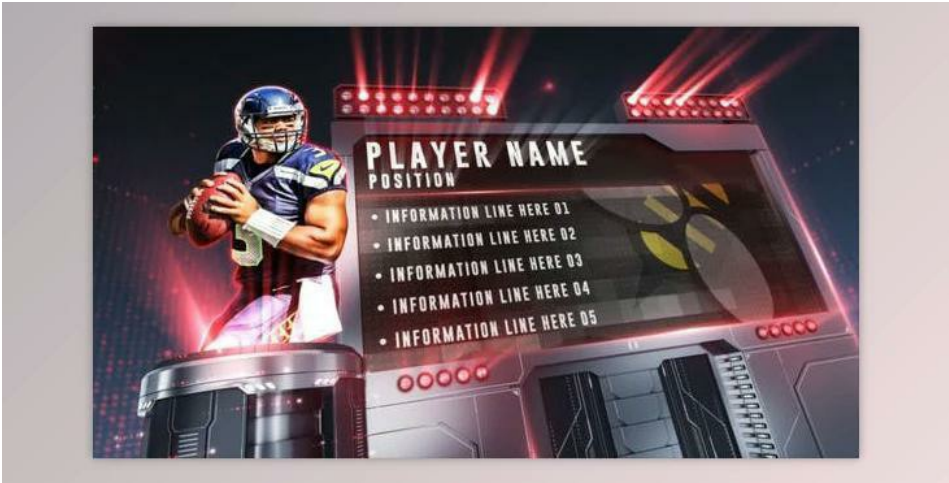 PLAYER NAME
POSITION
• INFORMATION LINE HERE 01
• INFORMATION LINE HERE 02
• INFORMATION LINE HERE 03
• INFORMATION LINE HERE 04
• INFORMATION LINE HERE 05
3